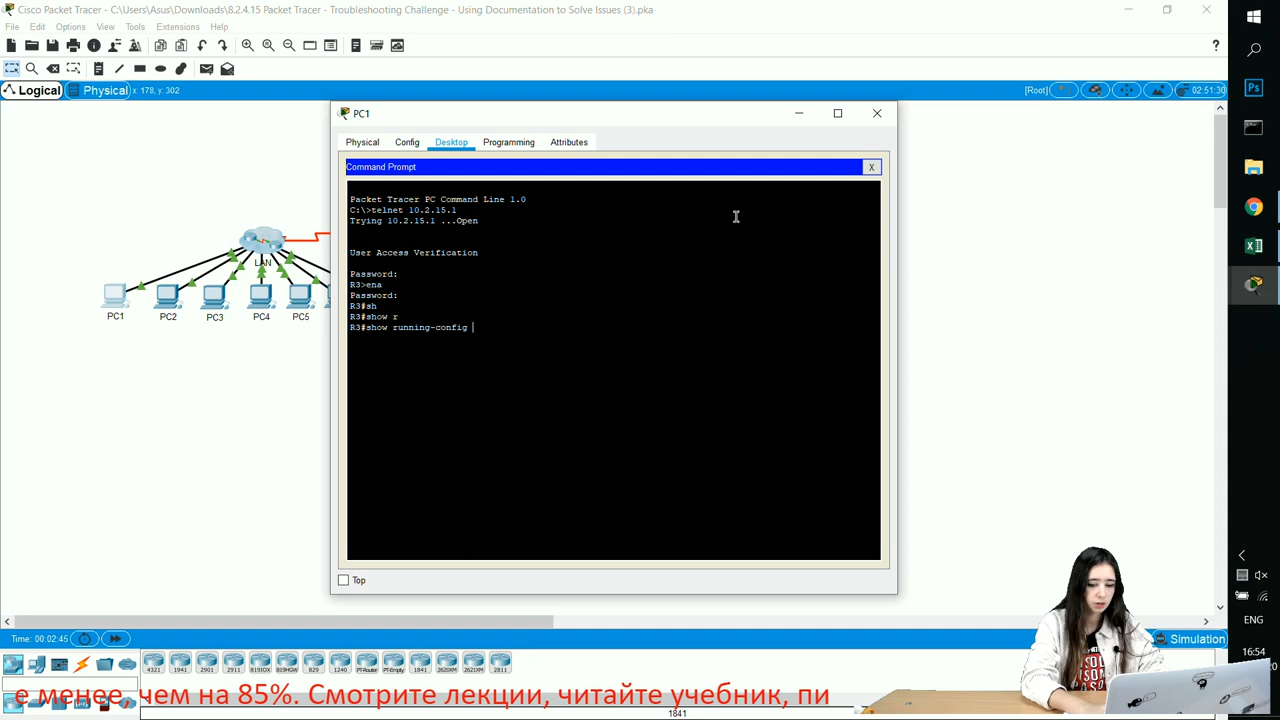 Cisco Packet Tracer - C:\Users\Asus\Downloads\8.2.4.15 Packet Tracer - Troubleshooting Challenge - Using Documentation to Solve Issues (3).pka
File Edit Options View Tools Extensions Help
Logical Physical x: 178, y: 302 [Root] 02:51:30
PC1
Physical Config Desktop Programming Attributes
Command Prompt X
Packet Tracer PC Command Line 1.0
C:\>telnet 10.2.15.1
Trying 10.2.15.1 ...Open
User Access Verification
Password:
R3>ena
Password:
R3#sh
R3#show r
R3#show running-config
Top
LAN
PC1 PC2 PC3 PC4 PC5
Ps
ENG
16:54
Time: 00:02:45 Simulation
4321 1941 2901 2911 819IOX 819HGW 829 1240 PT-Router PT-Empty 1841 2620XM 2621XM 2811
е менее, чем на 85%. Смотрите лекции, читайте учебник, пи
1841